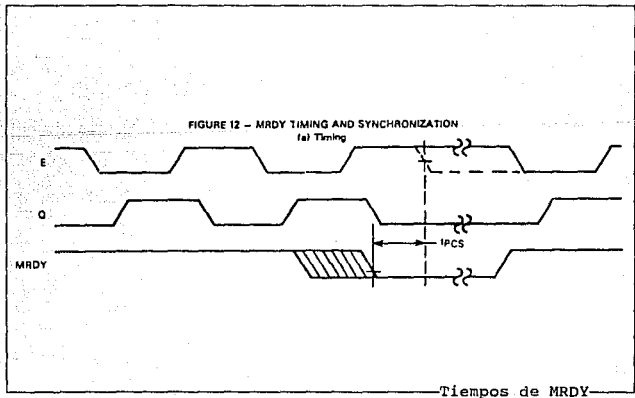 FIGURE 12 – MRDY TIMING AND SYNCHRONIZATION
(a) Timing
E
Q
MRDY
tPCS
Tiempos de MRDY